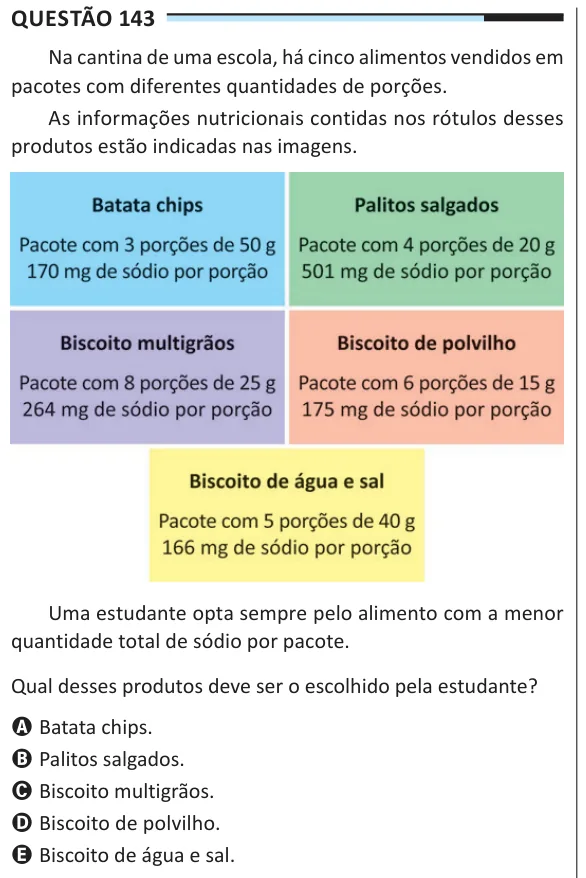 QUESTÃO 143
Na cantina de uma escola, há cinco alimentos vendidos em
pacotes com diferentes quantidades de porções.
As informações nutricionais contidas nos rótulos desses
produtos estão indicadas nas imagens.
Batata chips
Pacote com 3 porções de 50 g
170 mg de sódio por porção
Palitos salgados
Pacote com 4 porções de 20 g
501 mg de sódio por porção
Biscoito multigrãos
Pacote com 8 porções de 25 g
264 mg de sódio por porção
Biscoito de polvilho
Pacote com 6 porções de 15 g
175 mg de sódio por porção
Biscoito de água e sal
Pacote com 5 porções de 40 g
166 mg de sódio por porção
Uma estudante opta sempre pelo alimento com a menor
quantidade total de sódio por pacote.
Qual desses produtos deve ser o escolhido pela estudante?
A Batata chips.
B Palitos salgados.
C Biscoito multigrãos.
D Biscoito de polvilho.
E Biscoito de água e sal.